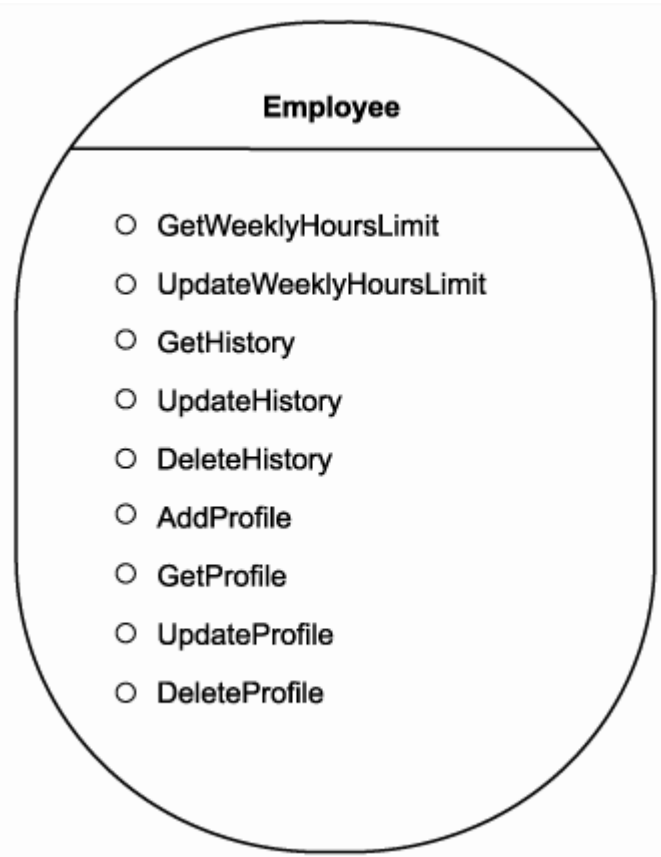 Employee
GetWeeklyHoursLimit
UpdateWeeklyHoursLimit
GetHistory
UpdateHistory
DeleteHistory
AddProfile
GetProfile
UpdateProfile
DeleteProfile